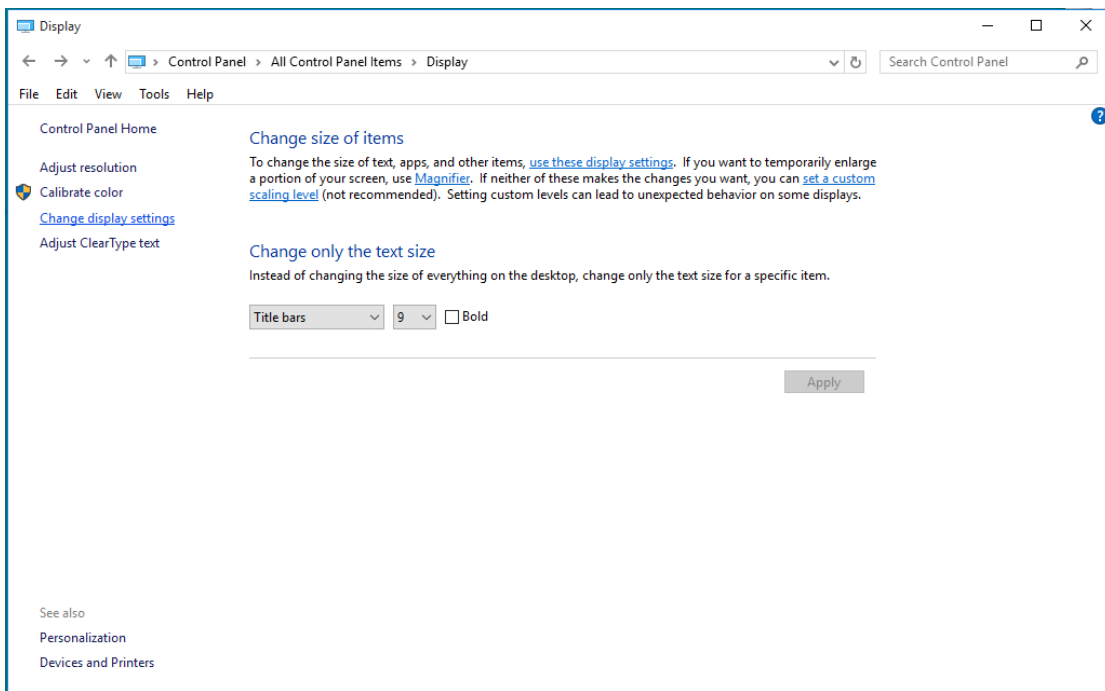 Display
Control Panel > All Control Panel Items > Display
Search Control Panel
File Edit View Tools Help
Control Panel Home
Adjust resolution
Calibrate color
Change display settings
Adjust ClearType text
Change size of items
To change the size of text, apps, and other items, use these display settings. If you want to temporarily enlarge
a portion of your screen, use Magnifier. If neither of these makes the changes you want, you can set a custom
scaling level (not recommended). Setting custom levels can lead to unexpected behavior on some displays.
Change only the text size
Instead of changing the size of everything on the desktop, change only the text size for a specific item.
Title bars 9 Bold
Apply
See also
Personalization
Devices and Printers